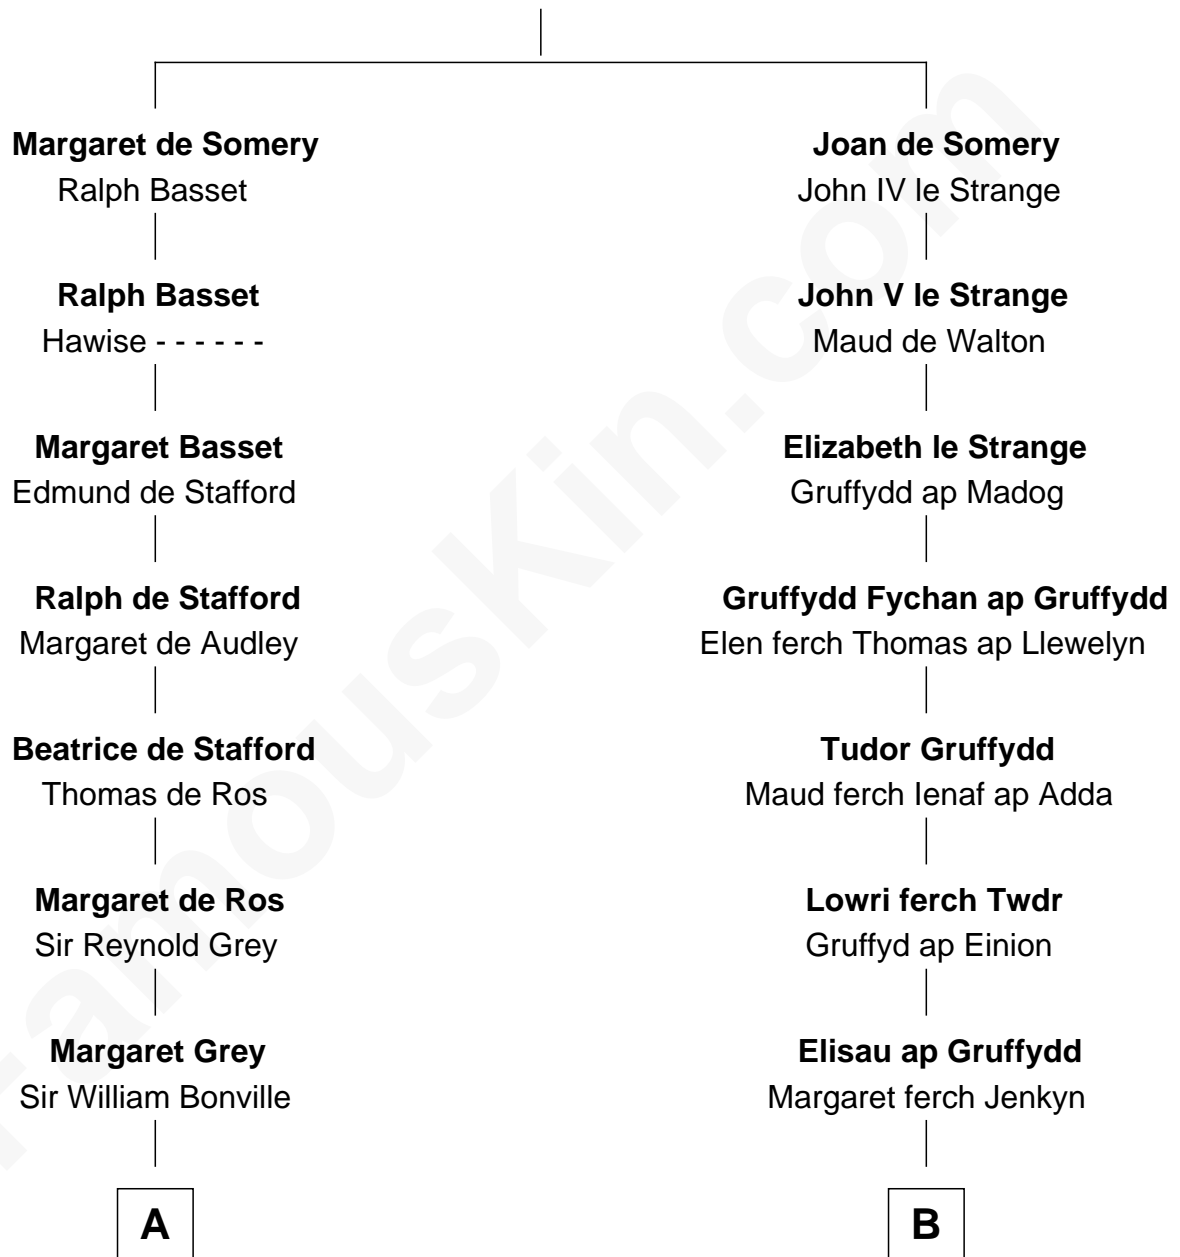 Margaret de Somery
Ralph Basset
Ralph Basset
Hawise - - - - - -
Margaret Basset
Edmund de Stafford
Ralph de Stafford
Margaret de Audley
Beatrice de Stafford
Thomas de Ros
Margaret de Ros
Sir Reynold Grey
Margaret Grey
Sir William Bonville
A
Joan de Somery
John IV le Strange
John V le Strange
Maud de Walton
Elizabeth le Strange
Gruffydd ap Madog
Gruffydd Fychan ap Gruffydd
Elen ferch Thomas ap Llewelyn
Tudor Gruffydd
Maud ferch Ienaf ap Adda
Lowri ferch Twdr
Gruffyd ap Einion
Elisau ap Gruffydd
Margaret ferch Jenkyn
B
FamousKin.com